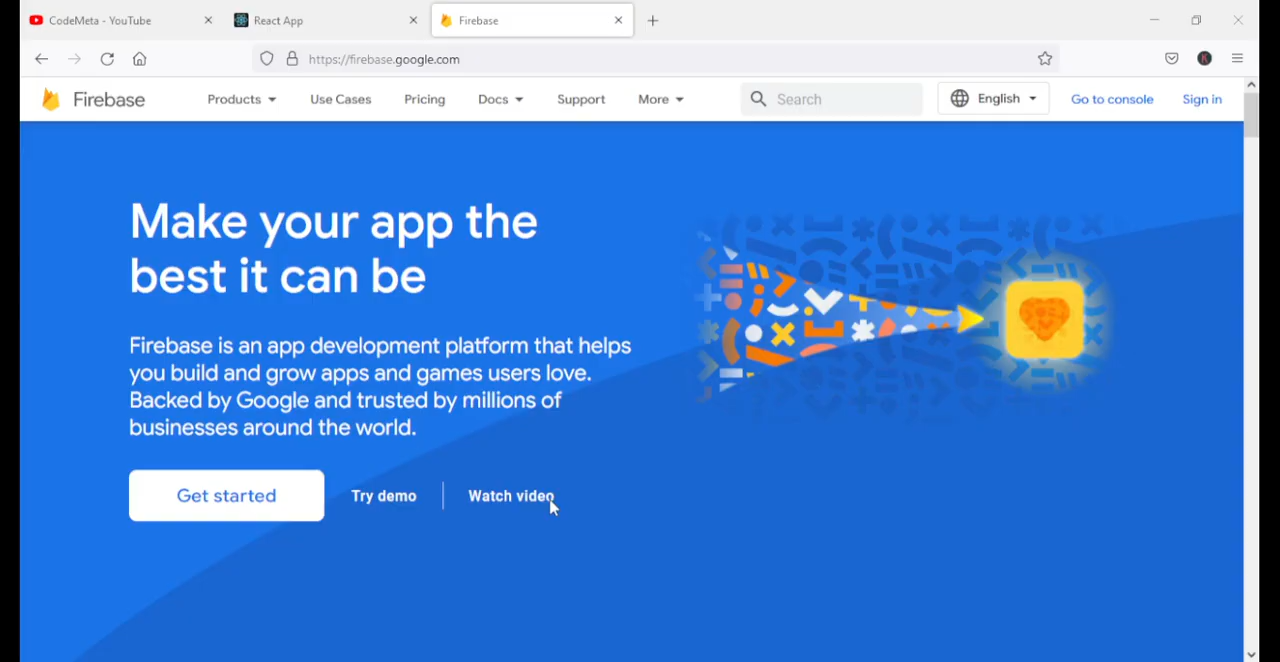 CodeMeta - YouTube
React App
Firebase
https://firebase.google.com
Firebase
Products
Use Cases
Pricing
Docs
Support
More
Search
English
Go to console
Sign in
Make your app the
best it can be
Firebase is an app development platform that helps
you build and grow apps and games users love.
Backed by Google and trusted by millions of
businesses around the world.
Get started
Try demo
Watch video